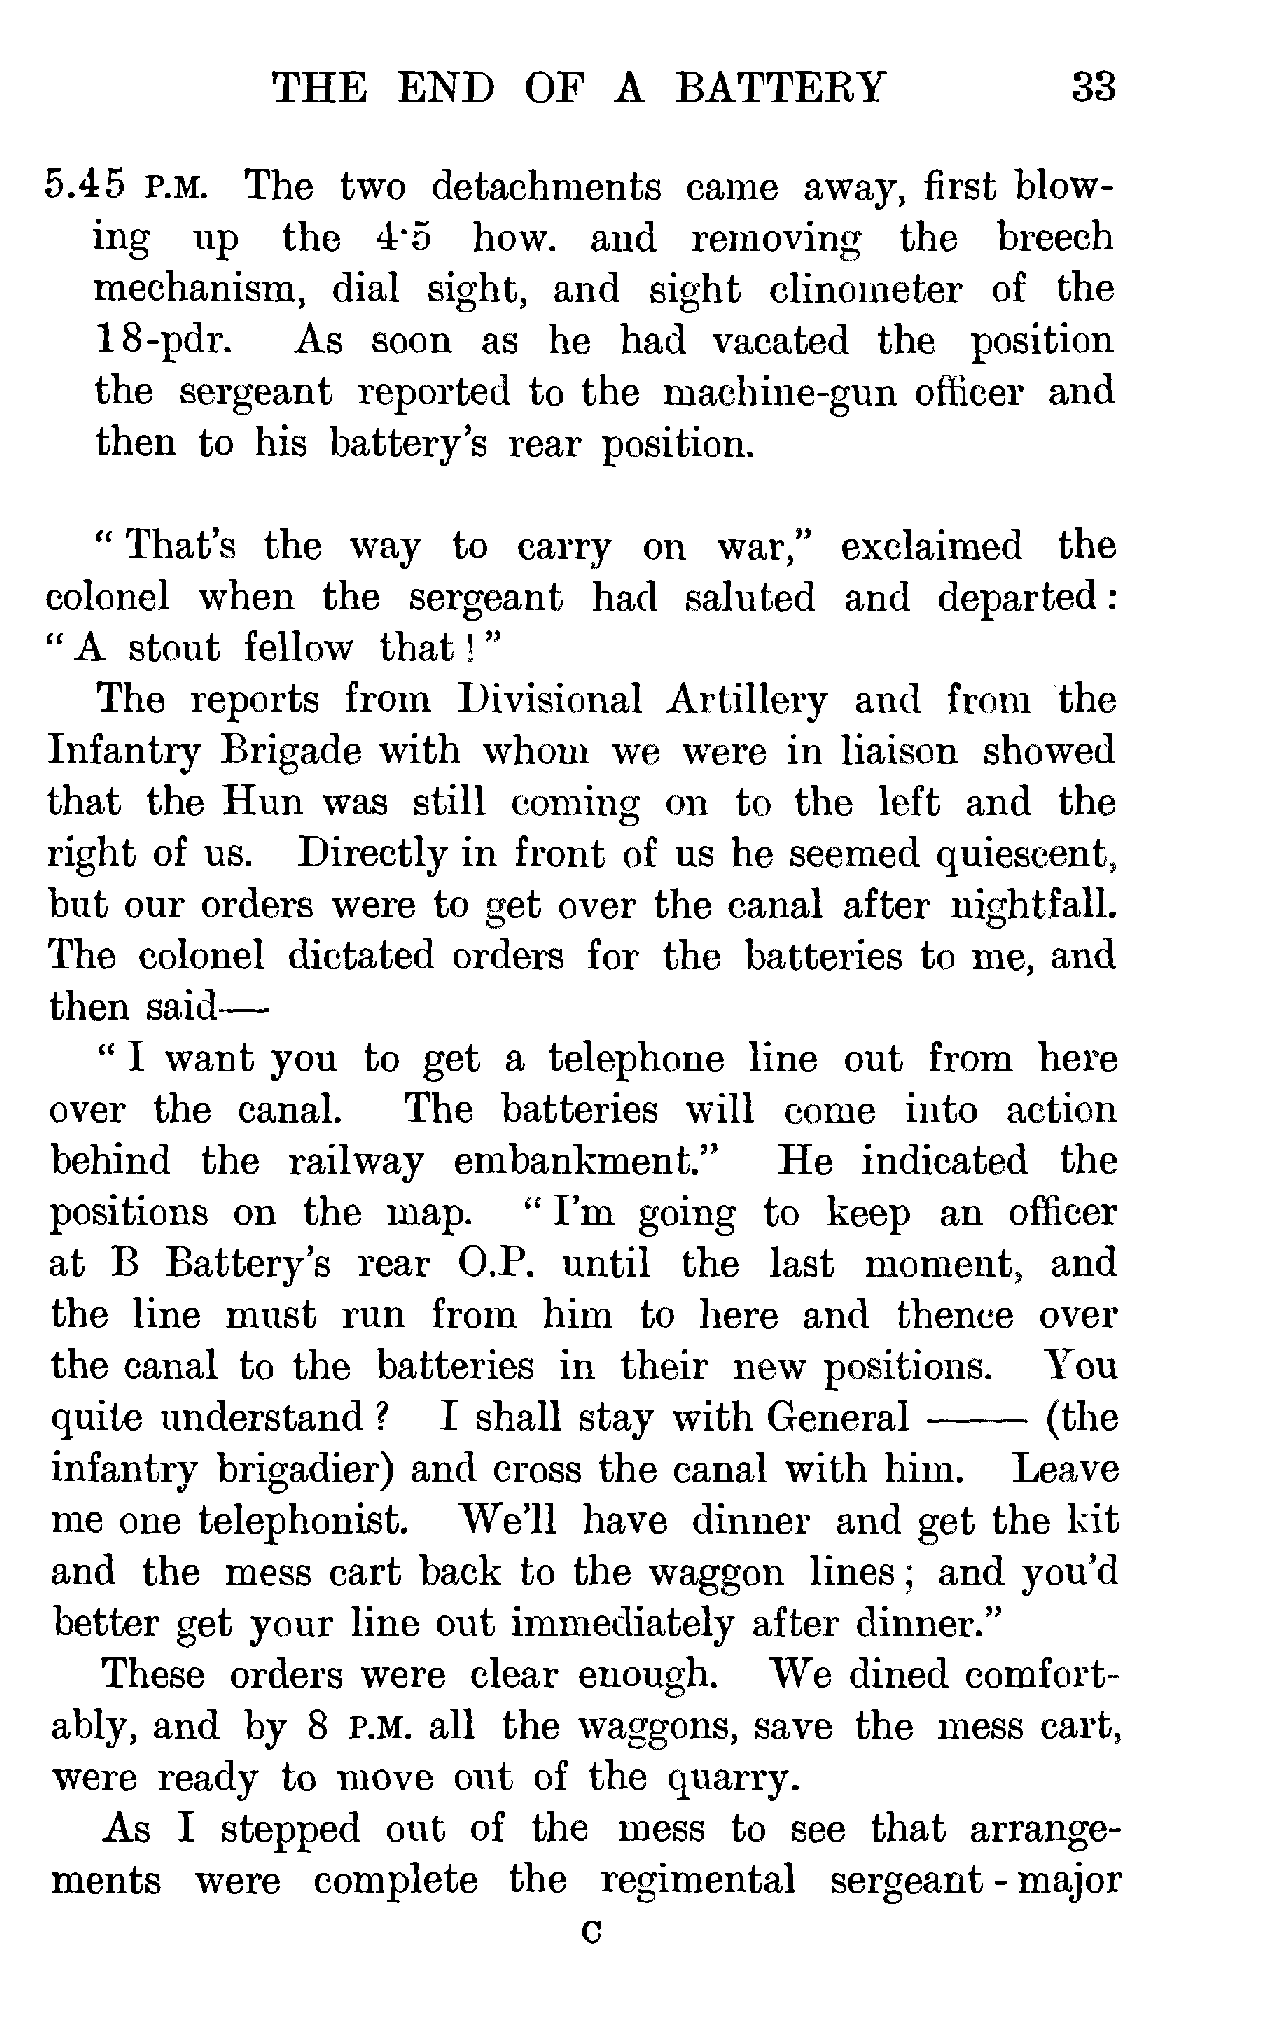 THE END OF A BATTERY 33
5.45 P.M. The two detachments came away, first blow-
ing up the 4·5 how. and removing the breech
mechanism, dial sight, and sight clinometer of the
18-pdr. As soon as he had vacated the position
the sergeant reported to the machine-gun officer and
then to his battery's rear position.
“ That's the way to carry on war,” exclaimed the
colonel when the sergeant had saluted and departed :
“ A stout fellow that ! ”
The reports from Divisional Artillery and from the
Infantry Brigade with whom we were in liaison showed
that the Hun was still coming on to the left and the
right of us. Directly in front of us he seemed quiescent,
but our orders were to get over the canal after nightfall.
The colonel dictated orders for the batteries to me, and
then said—
“ I want you to get a telephone line out from here
over the canal. The batteries will come into action
behind the railway embankment.” He indicated the
positions on the map. “ I'm going to keep an officer
at B Battery's rear O.P. until the last moment, and
the line must run from him to here and thence over
the canal to the batteries in their new positions. You
quite understand ? I shall stay with General —— (the
infantry brigadier) and cross the canal with him. Leave
me one telephonist. We'll have dinner and get the kit
and the mess cart back to the waggon lines ; and you'd
better get your line out immediately after dinner.”
These orders were clear enough. We dined comfort-
ably, and by 8 P.M. all the waggons, save the mess cart,
were ready to move out of the quarry.
As I stepped out of the mess to see that arrange-
ments were complete the regimental sergeant - major
C